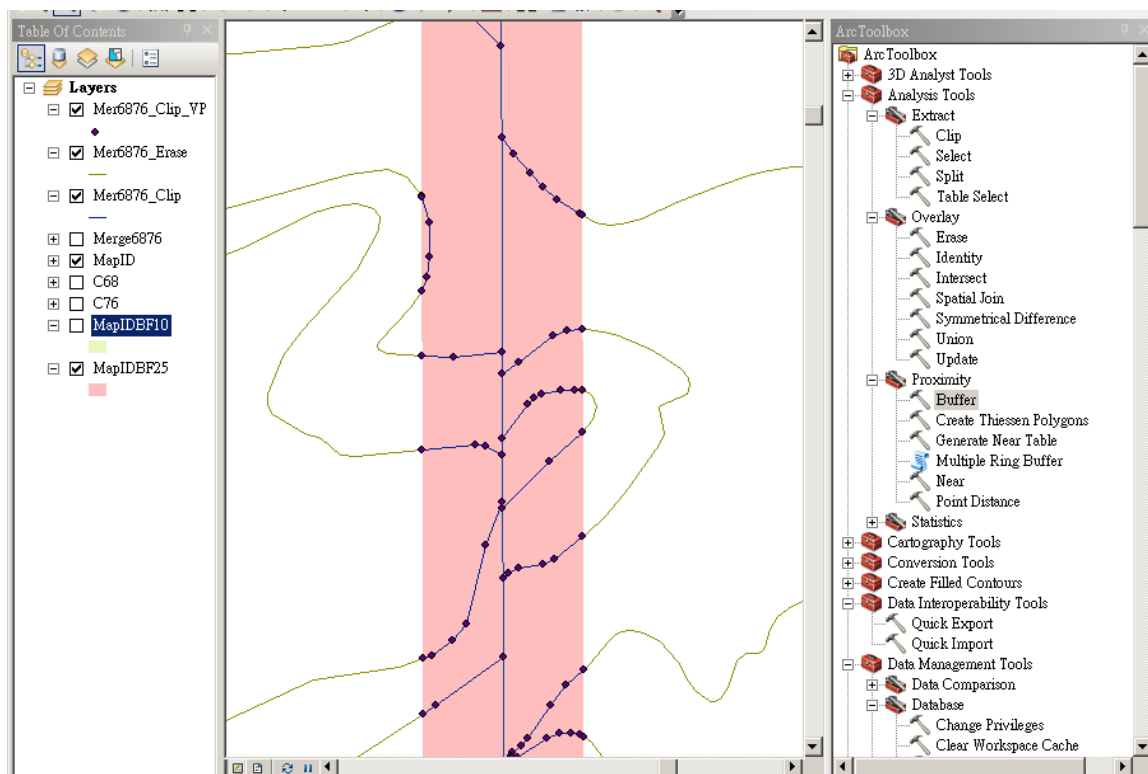 Table Of Contents
Layers
Mer6876_Clip_VP
Mer6876_Erase
Mer6876_Clip
Merge6876
MapID
C68
C76
MapIDBF10
MapIDBF25
ArcToolbox
ArcToolbox
3D Analyst Tools
Analysis Tools
Extract
Clip
Select
Split
Table Select
Overlay
Erase
Identity
Intersect
Spatial Join
Symmetrical Difference
Union
Update
Proximity
Buffer
Create Thiessen Polygons
Generate Near Table
Multiple Ring Buffer
Near
Point Distance
Statistics
Cartography Tools
Conversion Tools
Create Filled Contours
Data Interoperability Tools
Quick Export
Quick Import
Data Management Tools
Data Comparison
Database
Change Privileges
Clear Workspace Cache